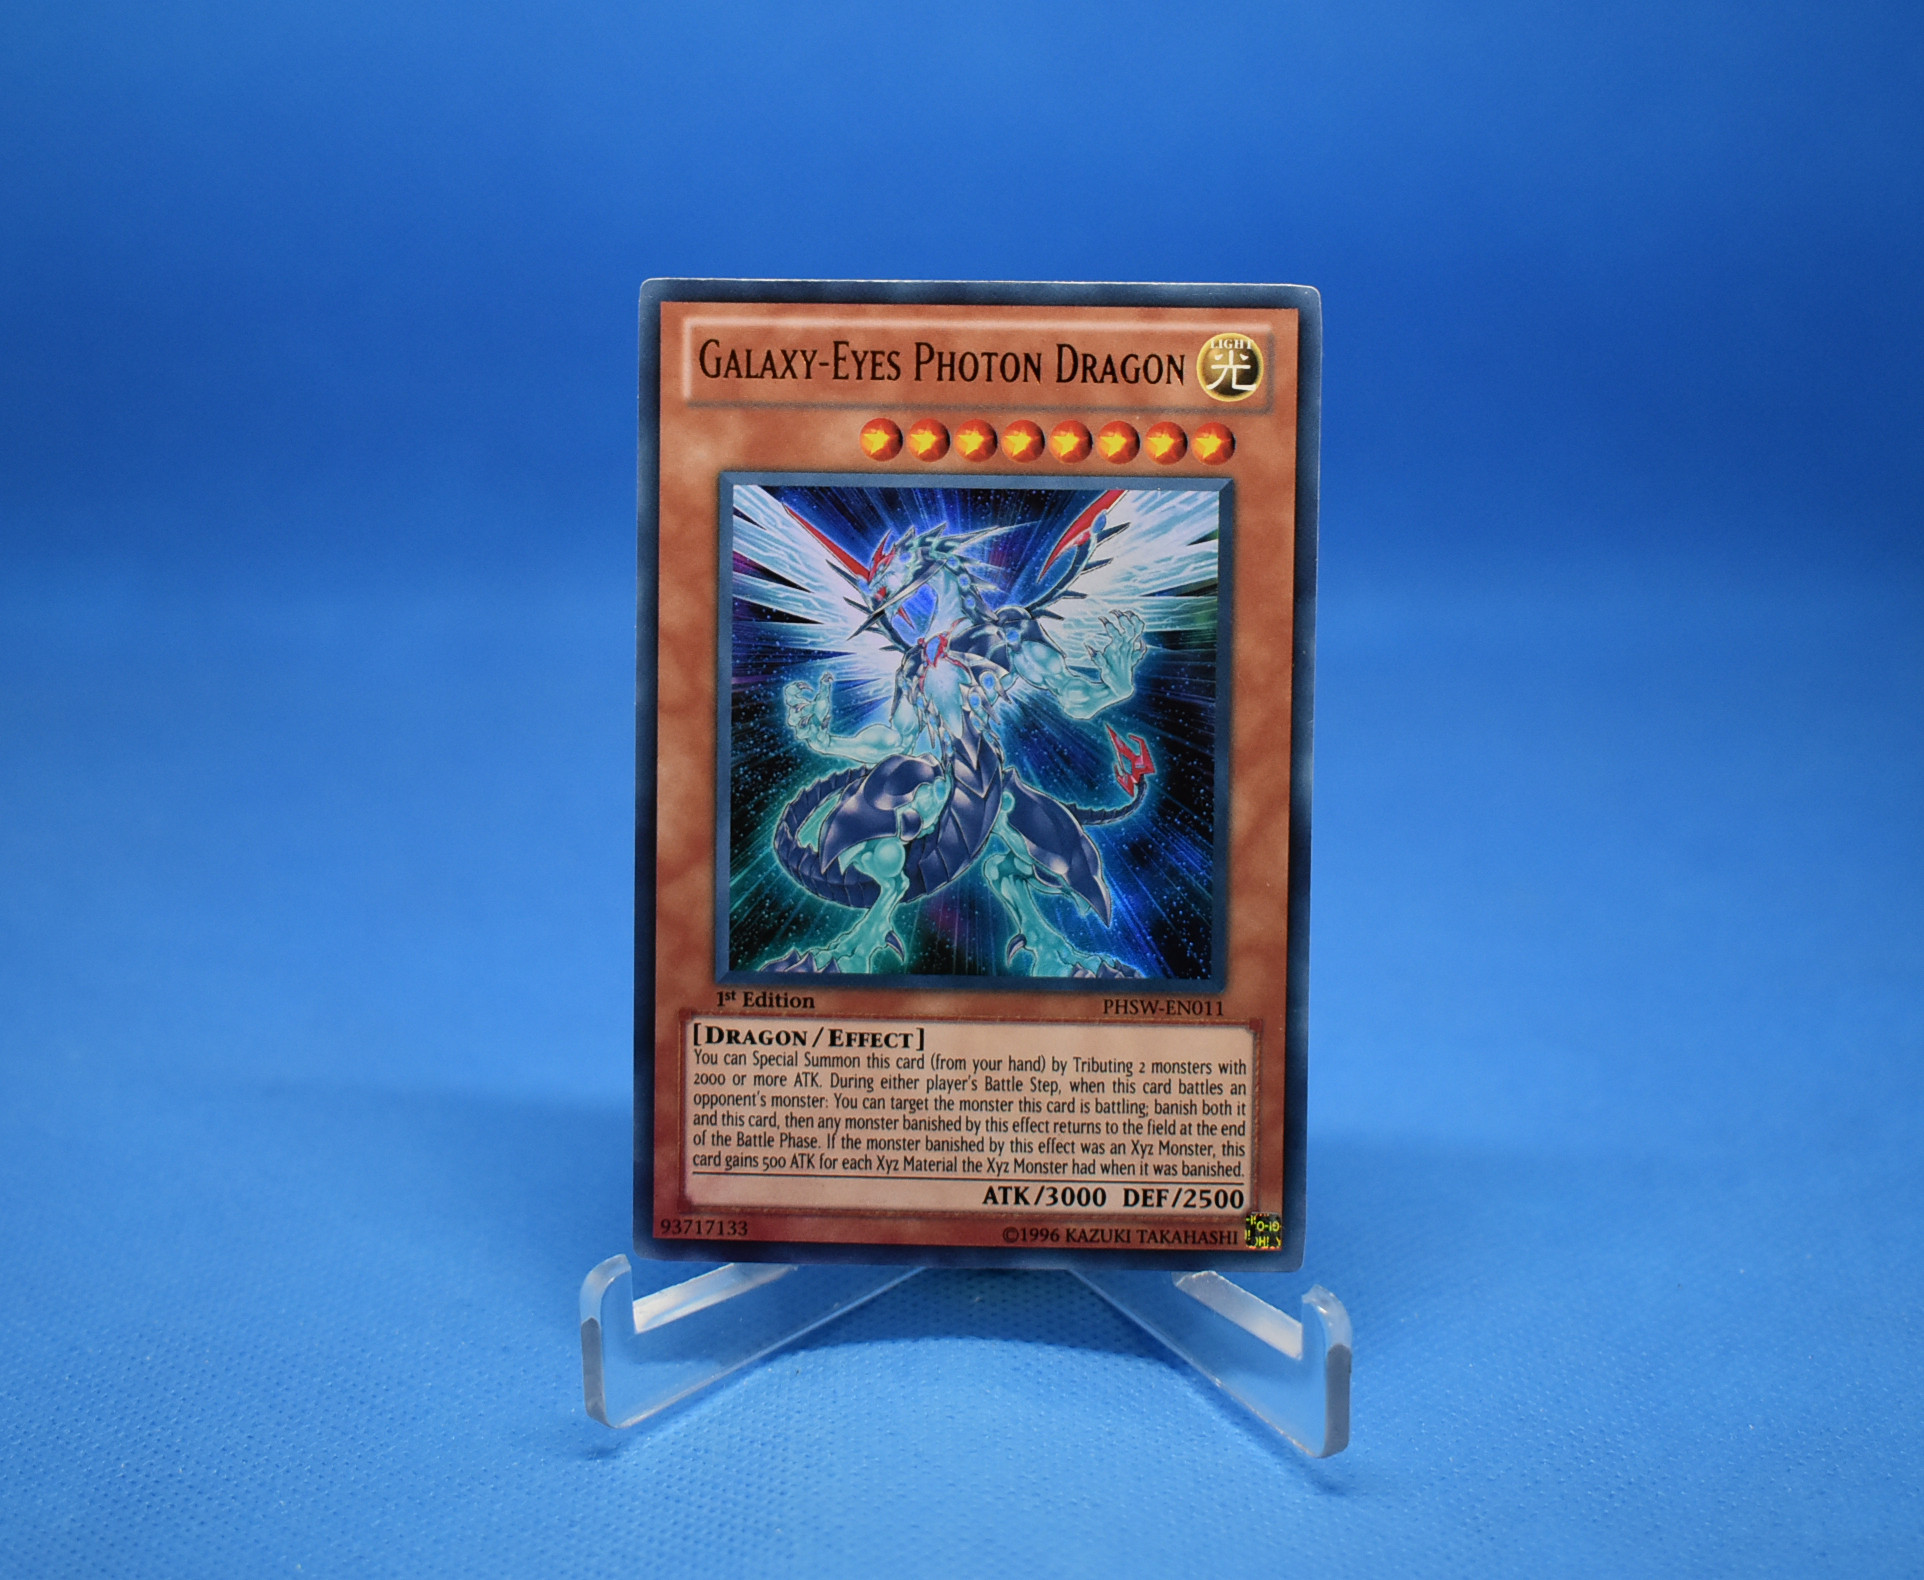 GALAXY-EYES PHOTON DRAGON
LIGHT
光
1st Edition
PHSW-EN011
[DRAGON/EFFECT]
You can Special Summon this card (from your hand) by Tributing 2 monsters with
2000 or more ATK. During either player's Battle Step, when this card battles an
opponent's monster: You can target the monster this card is battling; banish both it
and this card, then any monster banished by this effect returns to the field at the end
of the Battle Phase. If the monster banished by this effect was an Xyz Monster, this
card gains 500 ATK for each Xyz Material the Xyz Monster had when it was banished.
ATK/3000 DEF/2500
93717133
©1996 KAZUKI TAKAHASHI